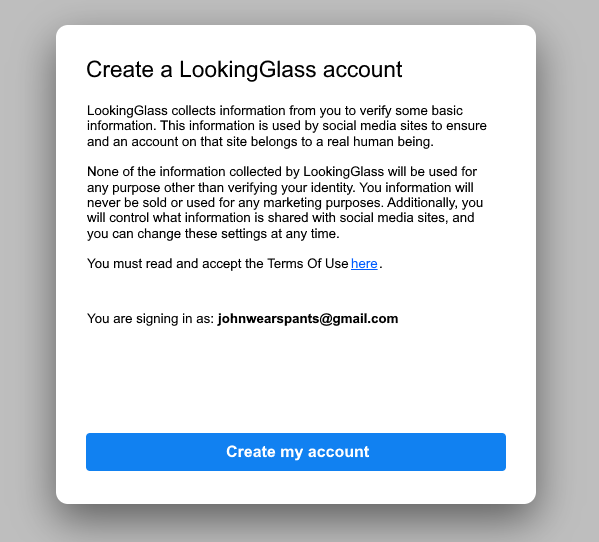 Create a LookingGlass account
LookingGlass collects information from you to verify some basic
information. This information is used by social media sites to ensure
and an account on that site belongs to a real human being.
None of the information collected by LookingGlass will be used for
any purpose other than verifying your identity. You information will
never be sold or used for any marketing purposes. Additionally, you
will control what information is shared with social media sites, and
you can change these settings at any time.
You must read and accept the Terms Of Use here.
You are signing in as: johnwearspants@gmail.com
Create my account